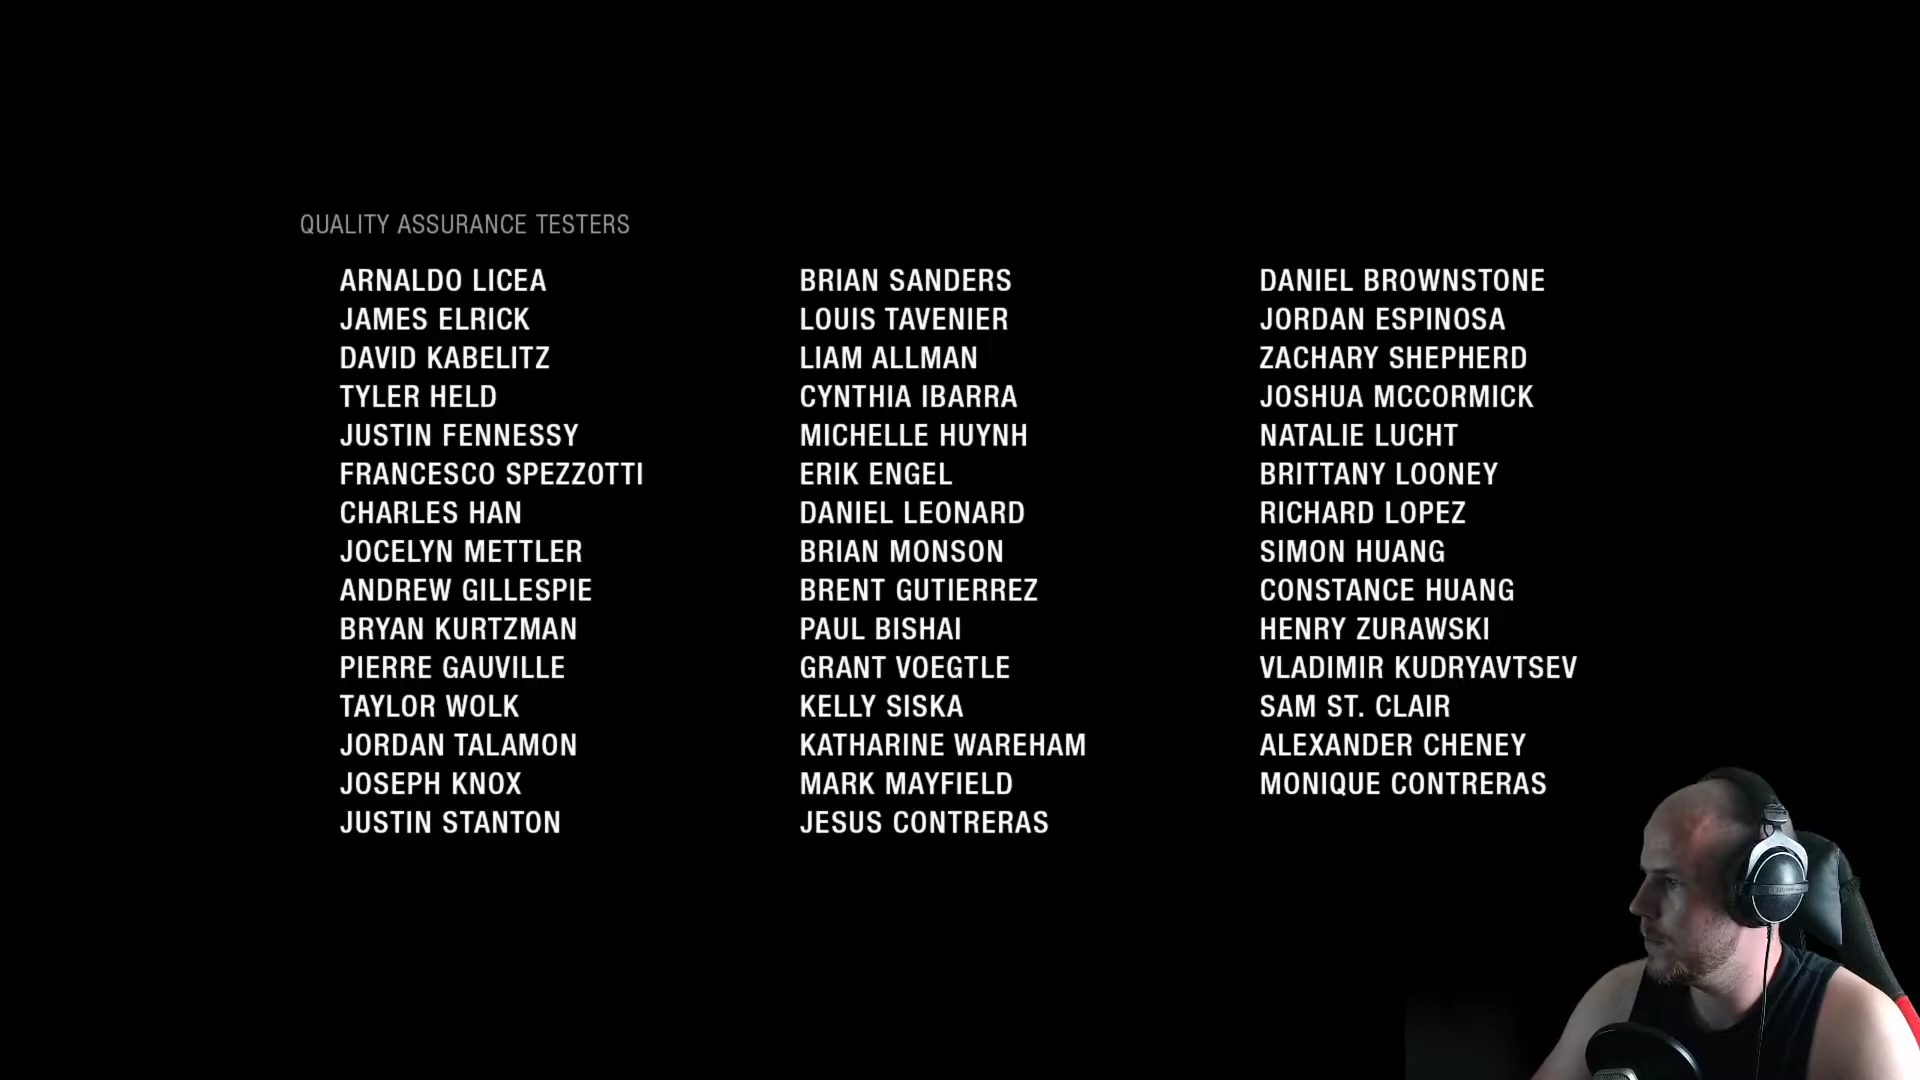 QUALITY ASSURANCE TESTERS
ARNALDO LICEA
JAMES ELRICK
DAVID KABELITZ
TYLER HELD
JUSTIN FENNESSY
FRANCESCO SPEZZOTTI
CHARLES HAN
JOCELYN METTLER
ANDREW GILLESPIE
BRYAN KURTZMAN
PIERRE GAUVILLE
TAYLOR WOLK
JORDAN TALAMON
JOSEPH KNOX
JUSTIN STANTON
BRIAN SANDERS
LOUIS TAVENIER
LIAM ALLMAN
CYNTHIA IBARRA
MICHELLE HUYNH
ERIK ENGEL
DANIEL LEONARD
BRIAN MONSON
BRENT GUTIERREZ
PAUL BISHAI
GRANT VOEGTLE
KELLY SISKA
KATHARINE WAREHAM
MARK MAYFIELD
JESUS CONTRERAS
DANIEL BROWNSTONE
JORDAN ESPINOSA
ZACHARY SHEPHERD
JOSHUA MCCORMICK
NATALIE LUCHT
BRITTANY LOONEY
RICHARD LOPEZ
SIMON HUANG
CONSTANCE HUANG
HENRY ZURAWSKI
VLADIMIR KUDRYAVTSEV
SAM ST. CLAIR
ALEXANDER CHENEY
MONIQUE CONTRERAS